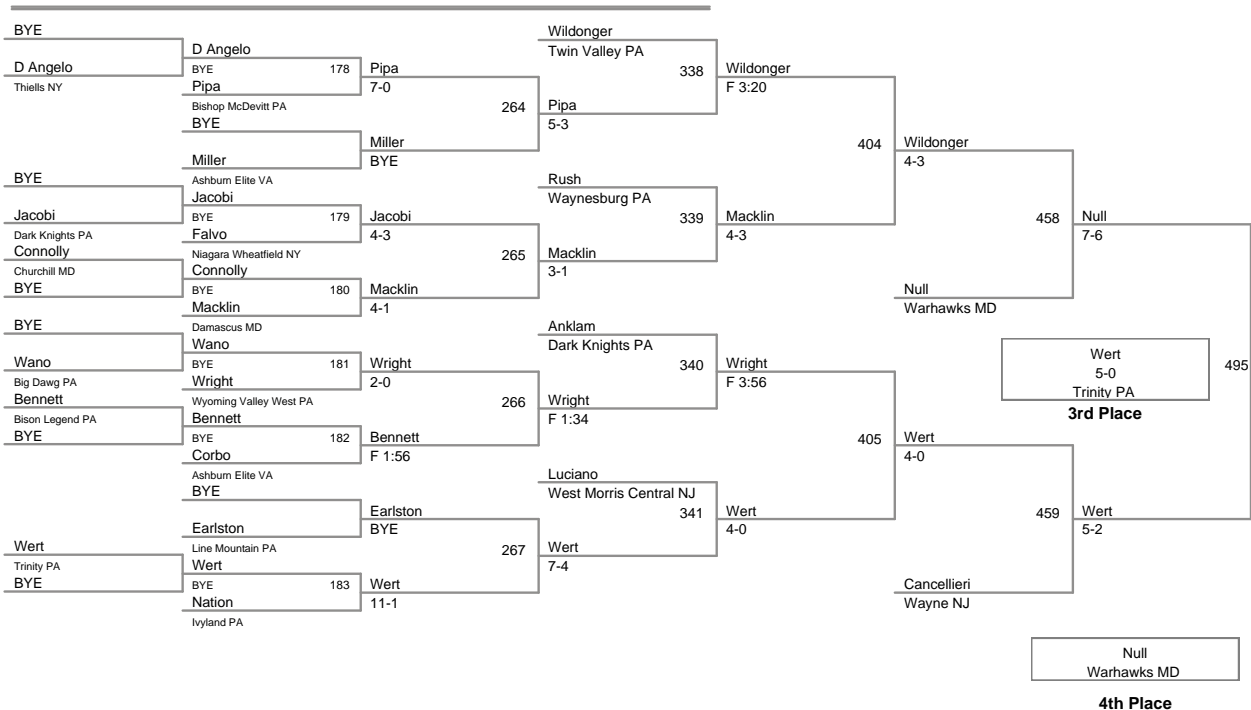 BYE
D Angelo
Thiells NY
BYE
Jacobi
Dark Knights PA
Connolly
Churchill MD
BYE
BYE
Wano
Big Dawg PA
Bennett
Bison Legend PA
BYE
Wert
Trinity PA
BYE
D Angelo
BYE 178
Pipa
Bishop McDevitt PA
BYE
Miller
Ashburn Elite VA
Jacobi
BYE 179
Falvo
Niagara Wheatfield NY
Connolly
BYE 180
Macklin
Damascus MD
Wano
BYE 181
Wright
Wyoming Valley West PA
Bennett
BYE 182
Corbo
Ashburn Elite VA
BYE
Earlston
Line Mountain PA
Wert
BYE 183
Nation
Ivyland PA
Pipa
7-0
264
Miller
BYE
Jacobi
4-3
265
Macklin
4-1
Wright
2-0
266
Bennett
F 1:56
Earlston
BYE
267
Wert
11-1
Wildonger
Twin Valley PA
338
Pipa
5-3
Rush
Waynesburg PA
339
Macklin
3-1
Anklam
Dark Knights PA
340
Wright
F 1:34
Luciano
West Morris Central NJ
341
Wert
7-4
Wildonger
F 3:20
404
Macklin
4-3
Wright
F 3:56
405
Wert
4-0
Wildonger
4-3
458
Null
Warhawks MD
Wert
4-0
459
Cancellieri
Wayne NJ
Null
7-6
495
Wert
5-2
Wert
5-0
Trinity PA
3rd Place
Null
Warhawks MD
4th Place